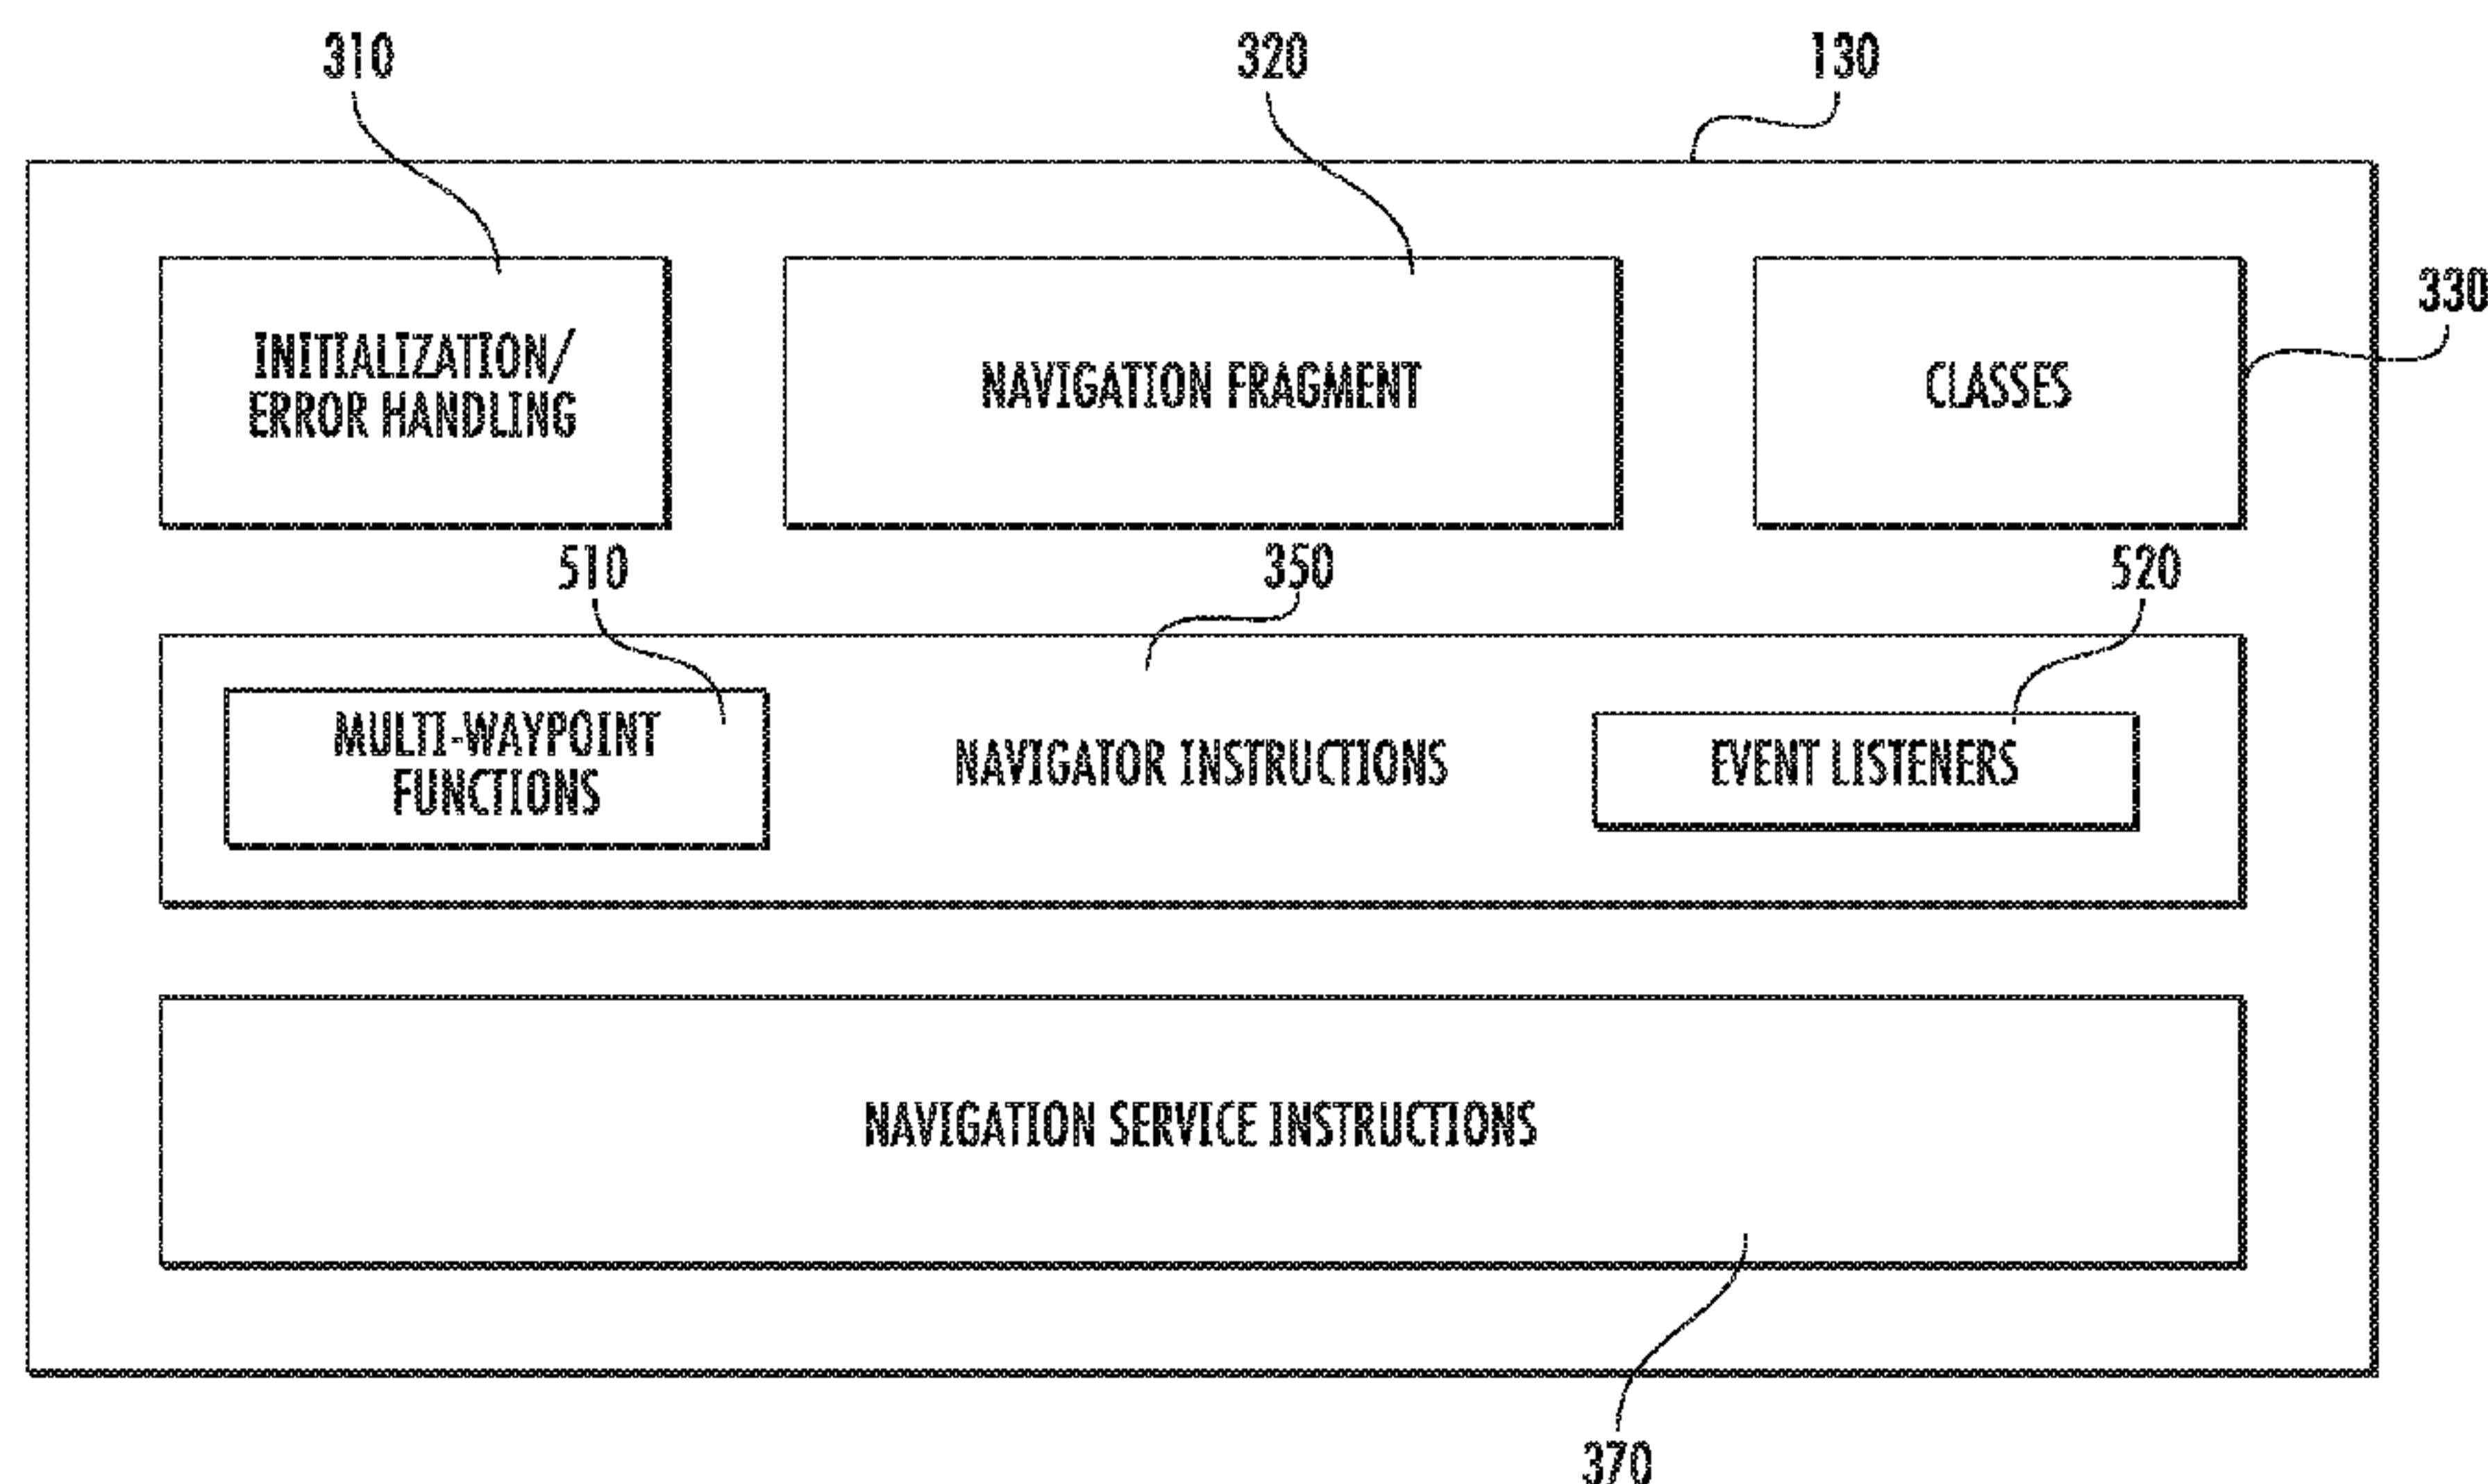 310
320
130
330
INITIALIZATION/
ERROR HANDLING
NAVIGATION FRAGMENT
CLASSES
510
350
520
MULTI-WAYPOINT
FUNCTIONS
NAVIGATOR INSTRUCTIONS
EVENT LISTENERS
NAVIGATION SERVICE INSTRUCTIONS
370